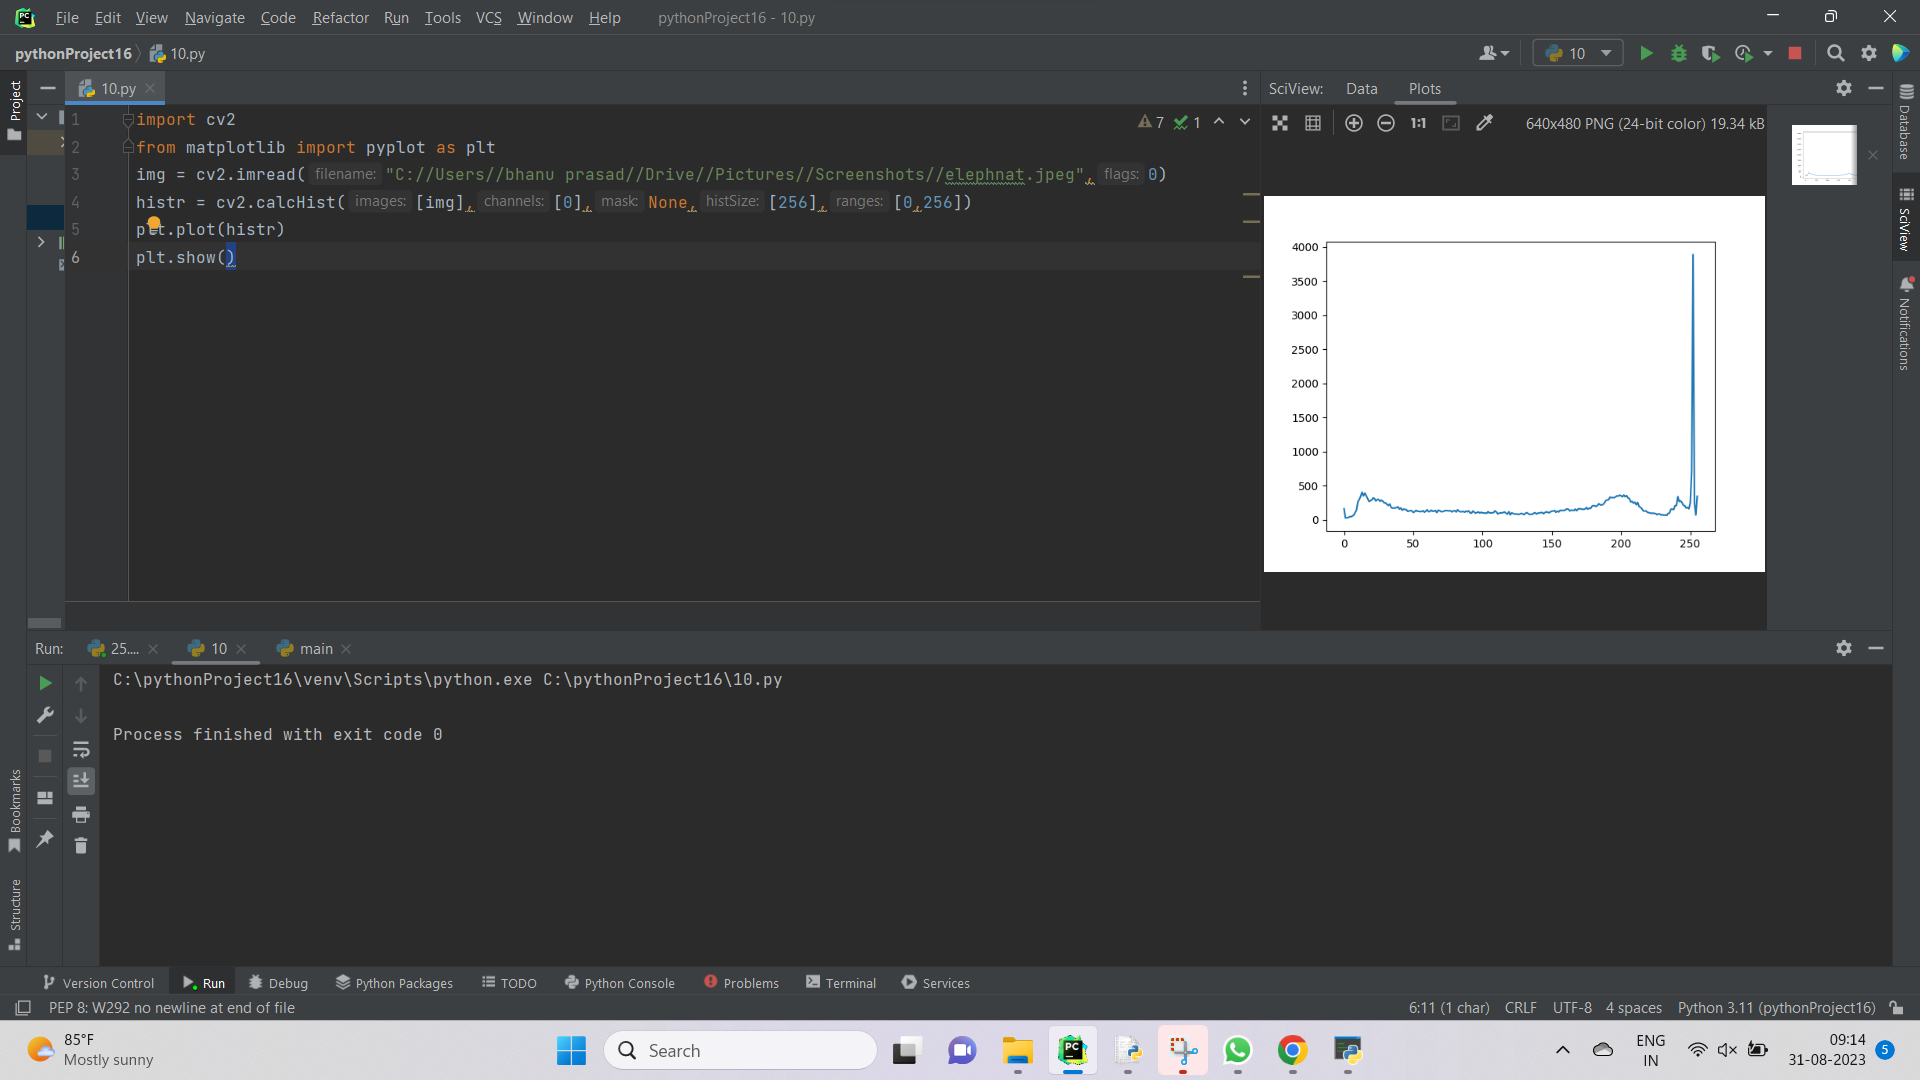 File Edit View Navigate Code Refactor Run Tools VCS Window Help pythonProject16 - 10.py
pythonProject16 10.py
10
Project
10.py
SciView: Data Plots
7 1
640x480 PNG (24-bit color) 19.34 kB
1 import cv2
2 from matplotlib import pyplot as plt
3 img = cv2.imread( filename: "C://Users//bhanu prasad//Drive//Pictures//Screenshots//elephnat.jpeg", flags: 0)
4 histr = cv2.calcHist( images: [img], channels: [0], mask: None, histSize: [256], ranges: [0,256])
5 plt.plot(histr)
6 plt.show()
1:1
4000
3500
3000
2500
2000
1500
1000
500
0
0 50 100 150 200 250
Database
SciView
Notifications
Run: 25.... 10 main
C:\pythonProject16\venv\Scripts\python.exe C:\pythonProject16\10.py
Process finished with exit code 0
Bookmarks
Structure
Version Control Run Debug Python Packages TODO Python Console Problems Terminal Services
PEP 8: W292 no newline at end of file
6:11 (1 char) CRLF UTF-8 4 spaces Python 3.11 (pythonProject16)
85°F
Mostly sunny
Search
PC
ENG
IN
09:14
31-08-2023
5